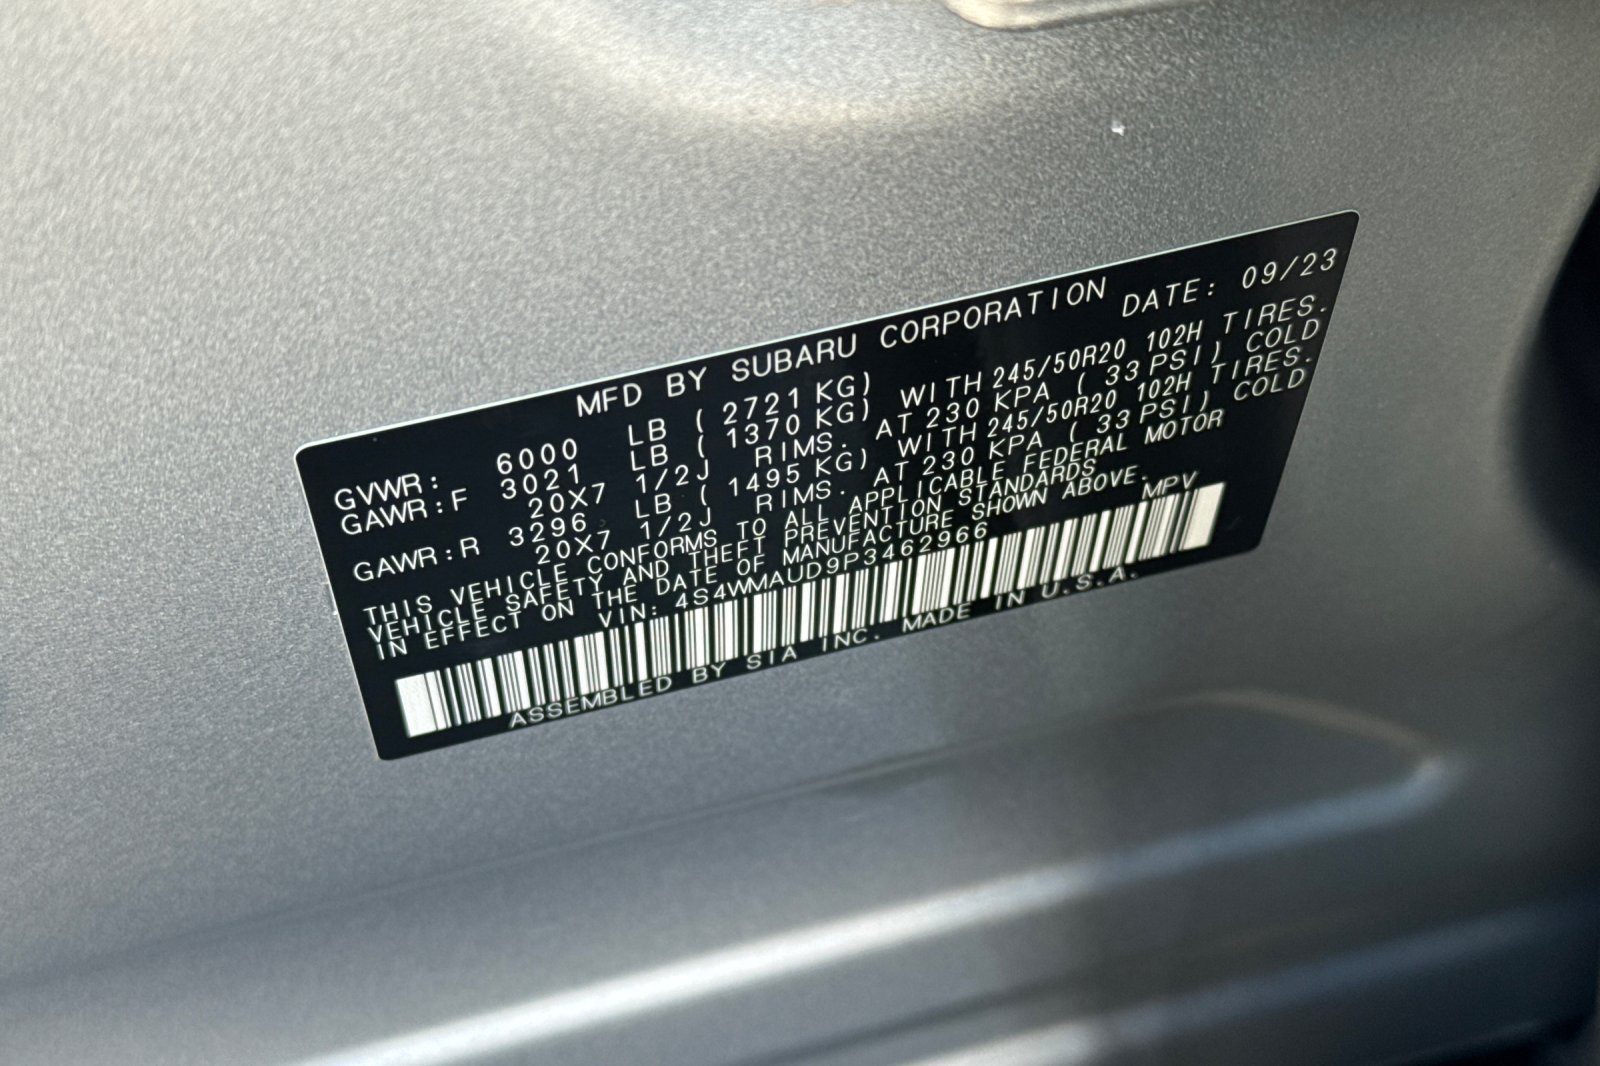 MFD BY SUBARU CORPORATION
DATE: 09/23
GVWR: 6000 LB ( 2721 KG)
GAWR:F 3021 LB ( 1370 KG) WITH 245/50R20 102H TIRES.
20X7 1/2J RIMS. AT 230 KPA ( 33 PSI) COLD
GAWR:R 3296 LB ( 1495 KG) WITH 245/50R20 102H TIRES.
20X7 1/2J RIMS. AT 230 KPA ( 33 PSI) COLD
THIS VEHICLE CONFORMS TO ALL APPLICABLE FEDERAL MOTOR
VEHICLE SAFETY AND THEFT PREVENTION STANDARDS
IN EFFECT ON THE DATE OF MANUFACTURE SHOWN ABOVE.
VIN: 4S4WMAUD9P3462966 MPV
ASSEMBLED BY SIA INC. MADE IN U.S.A.